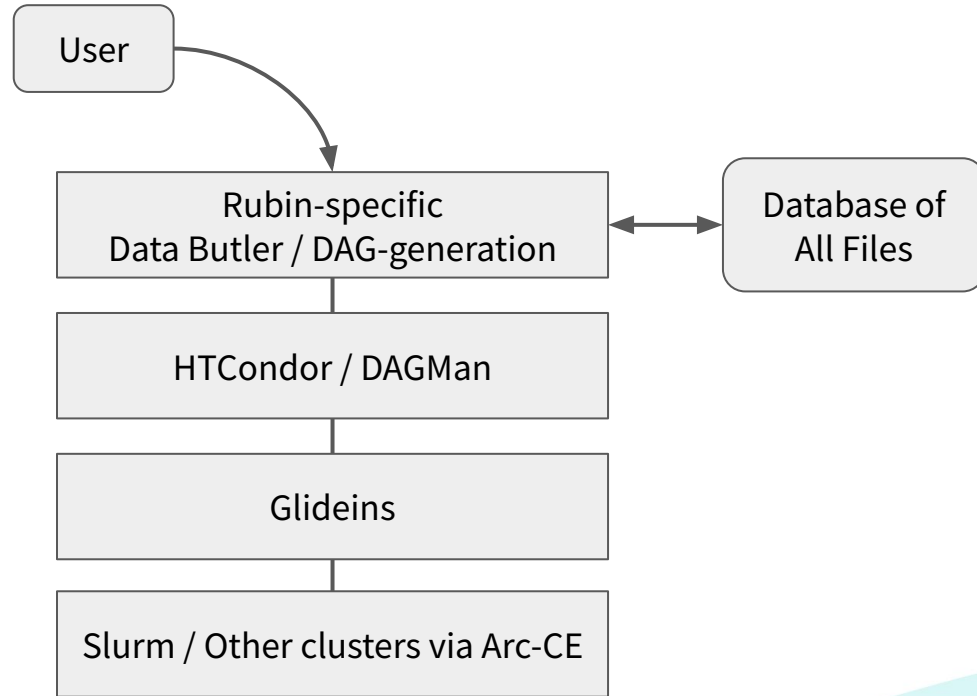 User
Rubin-specific
Data Butler / DAG-generation
Database of
All Files
HTCondor / DAGMan
Glideins
Slurm / Other clusters via Arc-CE